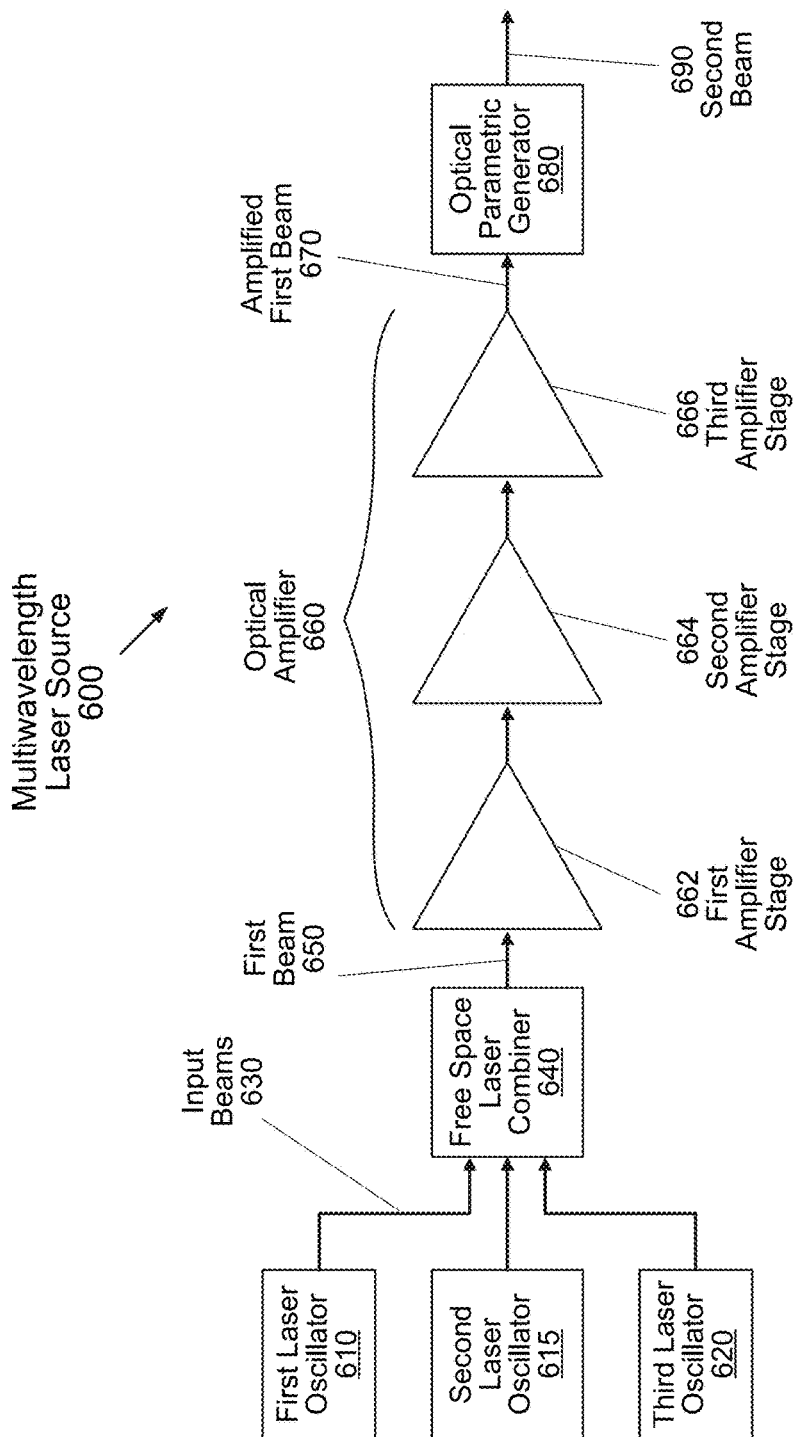 Multiwavelength
Laser Source
600
First Laser
Oscillator
610
Second
Laser
Oscillator
615
Third Laser
Oscillator
620
Input
Beams
630
Free Space
Laser
Combiner
640
First
Beam
650
Optical
Amplifier
660
662 First
Amplifier
Stage
664
Second
Amplifier
Stage
666
Third
Amplifier
Stage
Amplified
First Beam
670
Optical
Parametric
Generator
680
690
Second
Beam